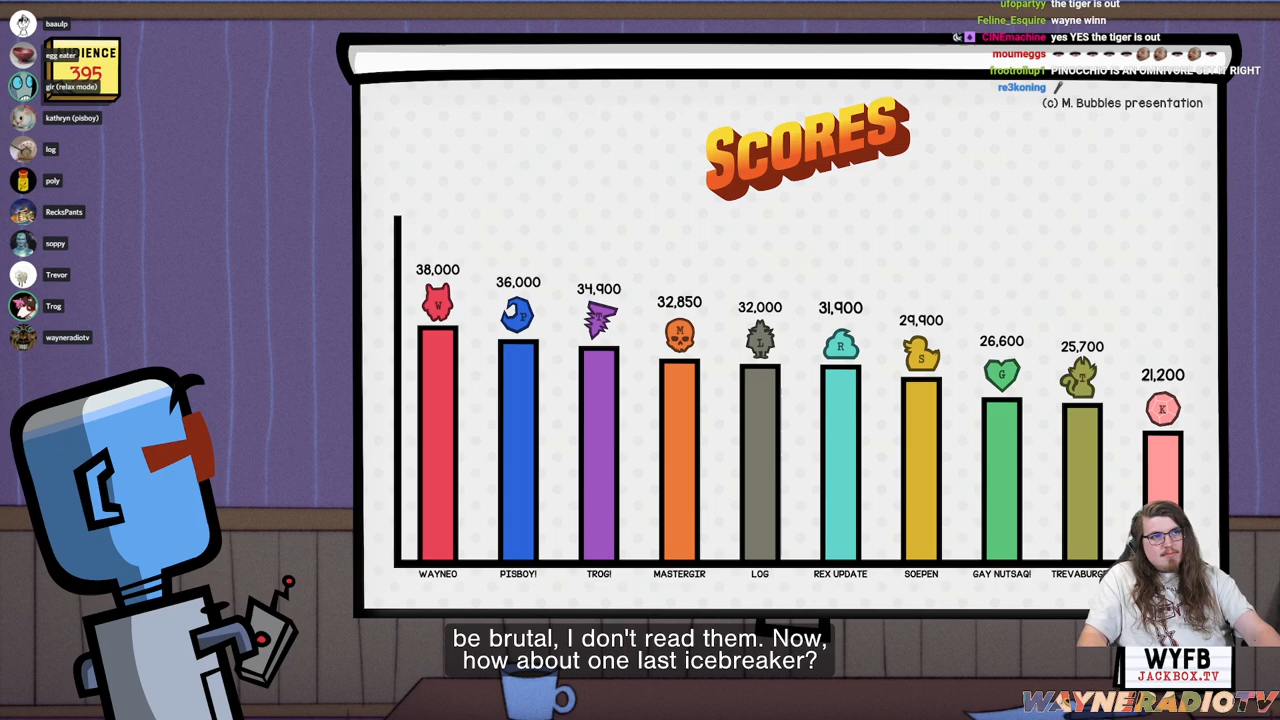 baaulp
egg eater
gir (relax mode)
kathryn (pisboy)
log
poly
RecksPants
soppy
Trevor
Trog
wayneradiotv
395
ufopartyy the tiger is out
Feline_Esquire wayne winn
CINEmachine yes YES the tiger is out
moumeggs
frootrollup1 PINOCCHIO IS AN OMNIVORE GET IT RIGHT
re3koning
(c) M. Bubbles presentation
SCORES
38,000
36,000
34,900
32,850
32,000
31,900
29,900
26,600
25,700
21,200
W
P
T
M
L
R
S
G
T
K
WAYNEO
PISBOY!
TROG!
MASTERGIR
LOG
REX UPDATE
SOEPEN
GAY NUTSAQ!
be brutal, I don't read them. Now,
how about one last icebreaker?
WYFB
JACKBOX.TV
WAYNERADIOTV